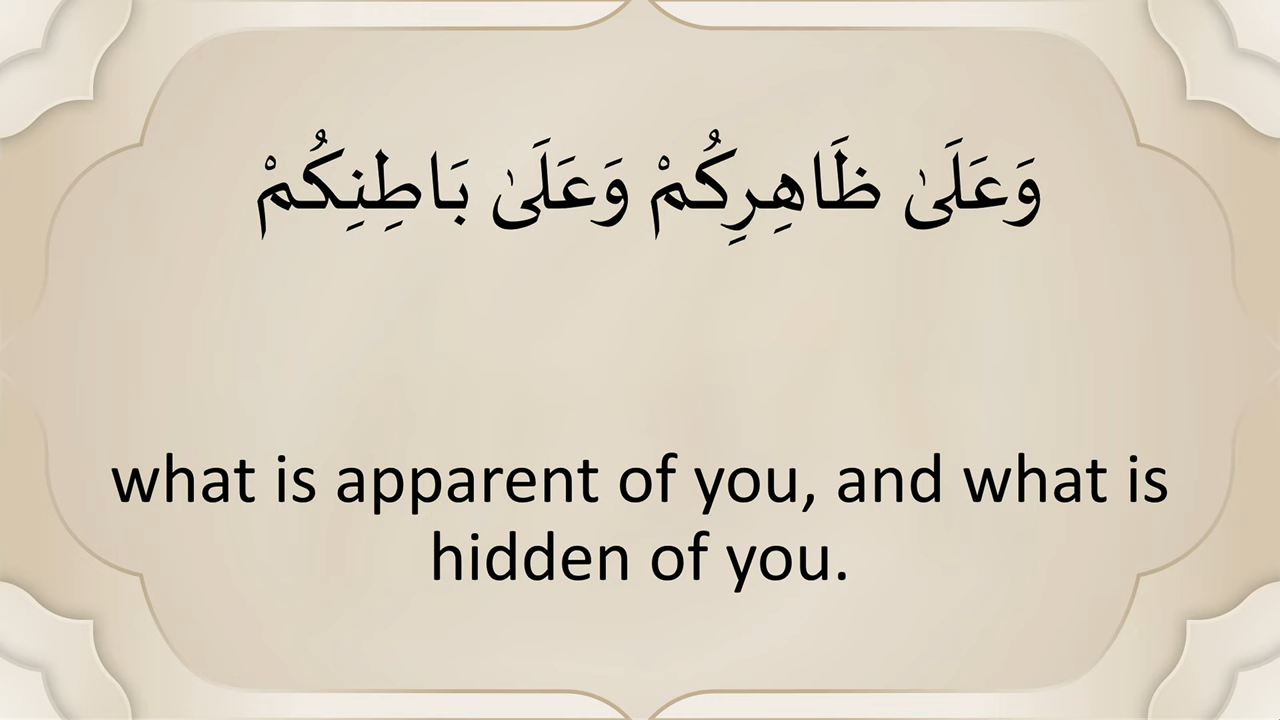 وَعَلَىٰ ظَاهِرِكُمْ وَعَلَىٰ بَاطِنِكُمْ
what is apparent of you, and what is
hidden of you.